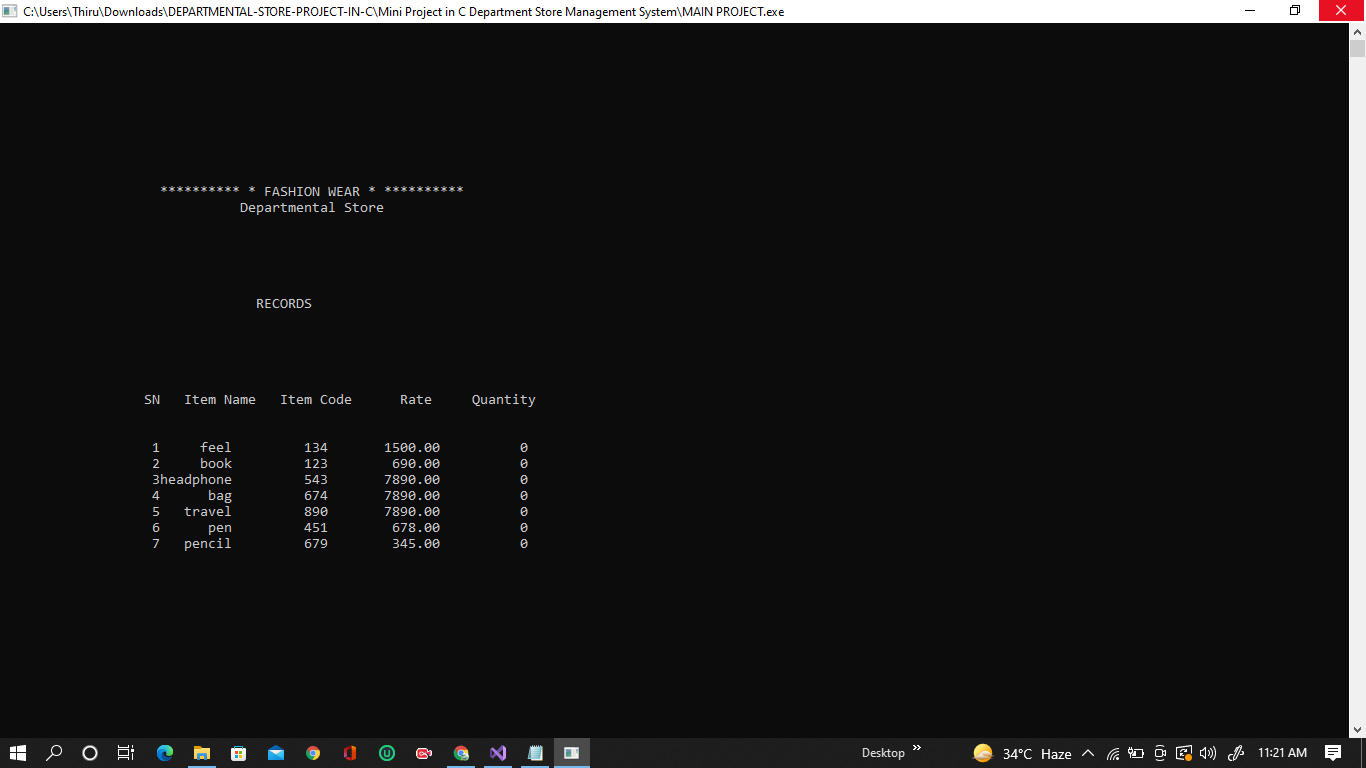 C:\Users\Thiru\Downloads\DEPARTMENTAL-STORE-PROJECT-IN-C\Mini Project in C Department Store Management System\MAIN PROJECT.exe
********** * FASHION WEAR * **********
Departmental Store
RECORDS
SN Item Name Item Code Rate Quantity
1 feel 134 1500.00 0
2 book 123 690.00 0
3headphone 543 7890.00 0
4 bag 674 7890.00 0
5 travel 890 7890.00 0
6 pen 451 678.00 0
7 pencil 679 345.00 0
Desktop » 34°C Haze 11:21 AM